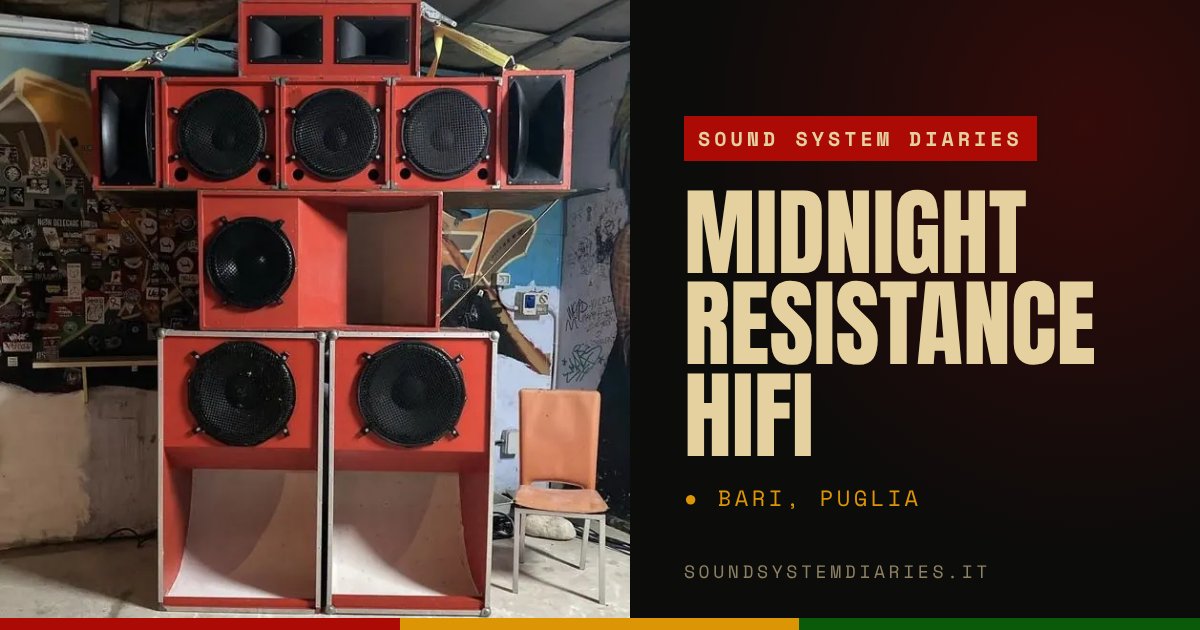 SOUND SYSTEM DIARIES
MIDNIGHT
RESISTANCE
HIFI
• BARI, PUGLIA
SOUNDSYSTEMDIARIES.IT